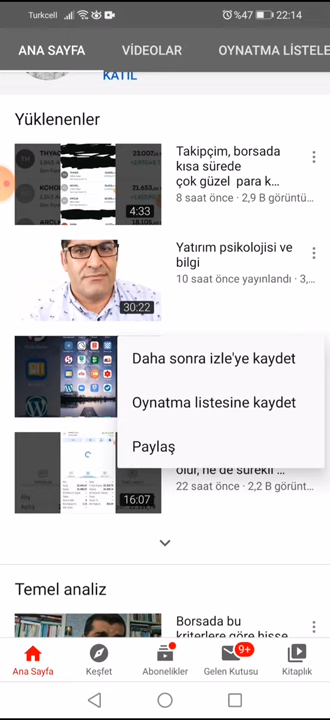 Turkcell %47 22:14
ANA SAYFA VİDEOLAR OYNATMA LİSTELE
KATIL
Yüklenenler
Takipçim, borsada
kısa sürede
çok güzel para k...
8 saat önce · 2,9 B görüntü...
4:33
Yatırım psikolojisi ve
bilgi
10 saat önce yayınlandı · 3,...
30:22
Daha sonra izle'ye kaydet
Oynatma listesine kaydet
Paylaş
olur, ne de sürekli ...
22 saat önce · 2,2 B görünt...
16:07
Temel analiz
Borsada bu
kriterlere göre hisse
9+
Ana Sayfa Keşfet Abonelikler Gelen Kutusu Kitaplık